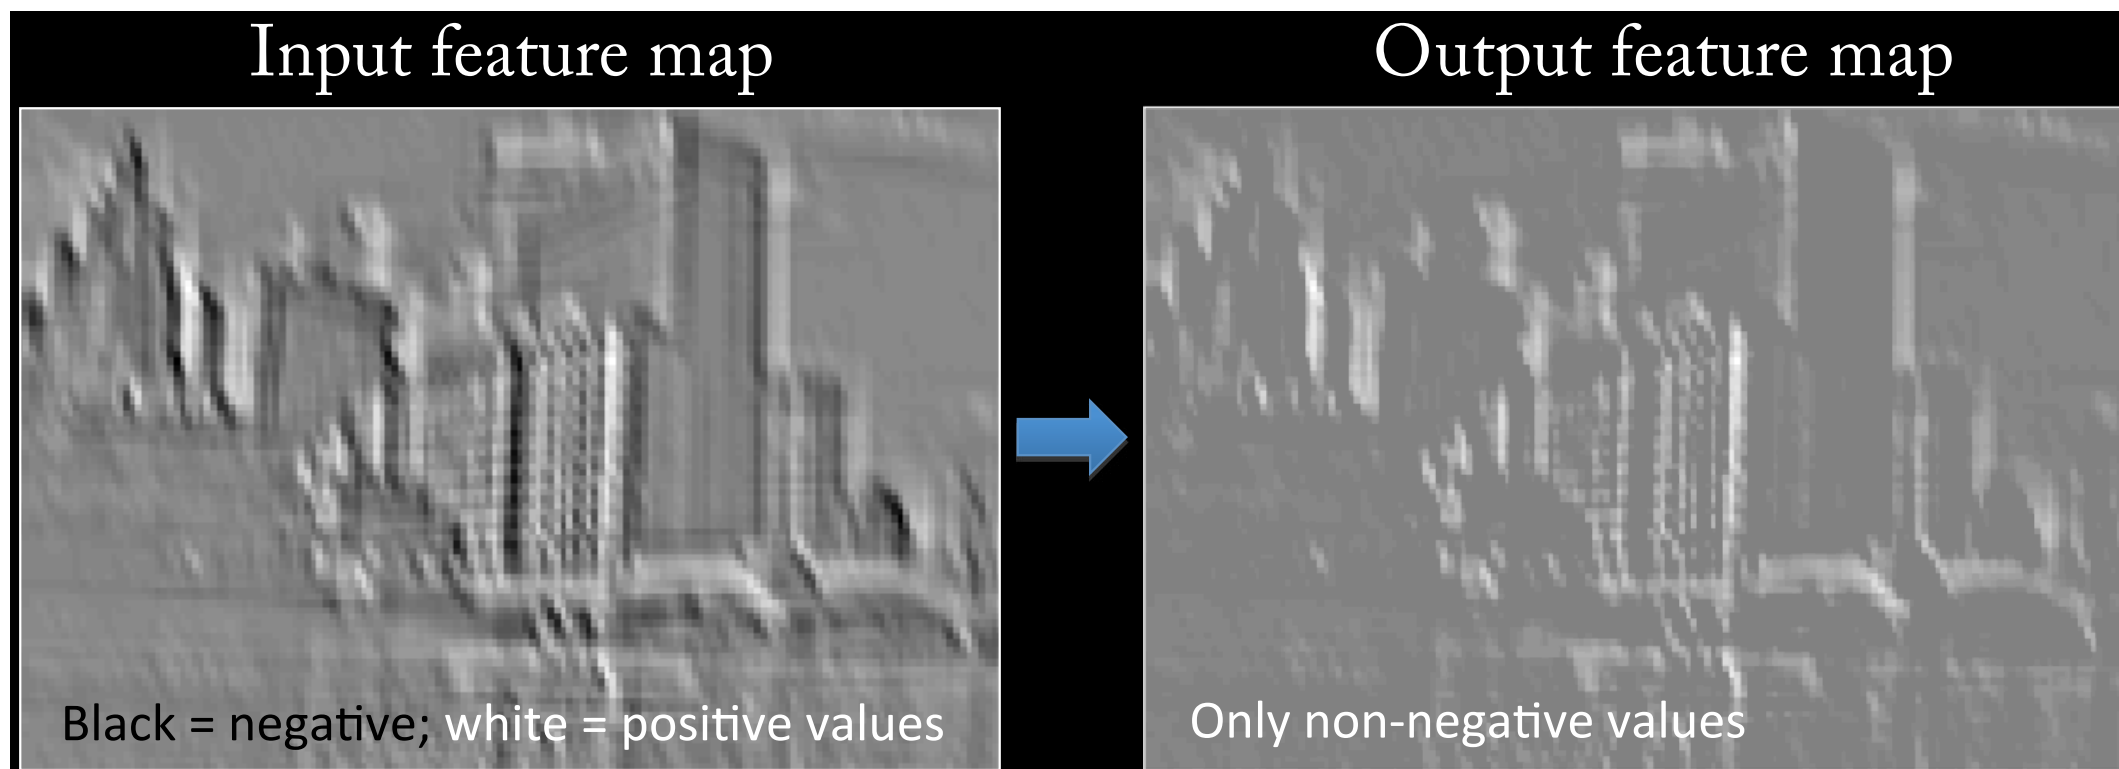 Input feature map
Output feature map
Black = negative; white = positive values
Only non-negative values